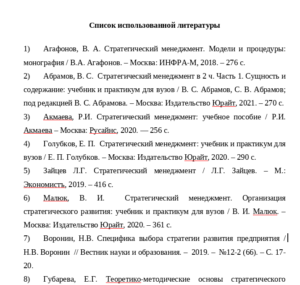 Список использованной литературы
1) Агафонов, В. А. Стратегический менеджмент. Модели и процедуры:
монография / В.А. Агафонов. – Москва: ИНФРА-М, 2018. – 276 с.
2) Абрамов, В. С. Стратегический менеджмент в 2 ч. Часть 1. Сущность и
содержание: учебник и практикум для вузов / В. С. Абрамов, С. В. Абрамов;
под редакцией В. С. Абрамова. – Москва: Издательство Юрайт, 2021. – 270 с.
3) Акмаева, Р.И. Стратегический менеджмент: учебное пособие / Р.И.
Акмаева – Москва: Русайнс, 2020. — 256 с.
4) Голубков, Е. П. Стратегический менеджмент: учебник и практикум для
вузов / Е. П. Голубков. – Москва: Издательство Юрайт, 2020. – 290 с.
5) Зайцев Л.Г. Стратегический менеджмент / Л.Г. Зайцев. – М.:
Экономистъ, 2019. – 416 с.
6) Малюк, В. И. Стратегический менеджмент. Организация
стратегического развития: учебник и практикум для вузов / В. И. Малюк. –
Москва: Издательство Юрайт, 2020. – 361 с.
7) Воронин, Н.В. Специфика выбора стратегии развития предприятия /
Н.В. Воронин // Вестник науки и образования. – 2019. – №12-2 (66). – С. 17-
20.
8) Губарева, Е.Г. Теоретико-методические основы стратегического